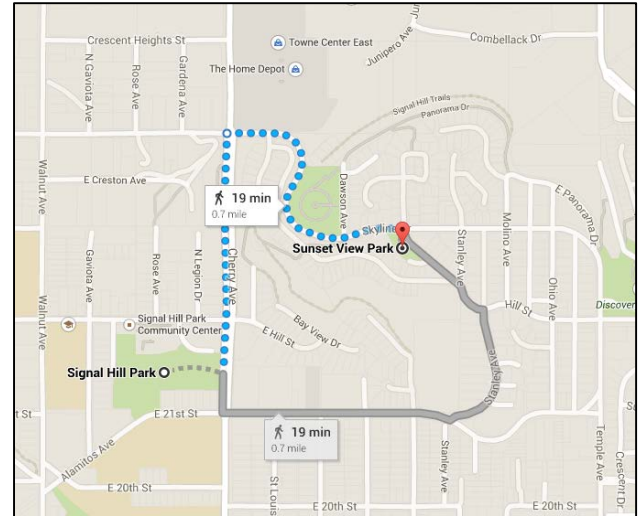 Crescent Heights St
N Gaviota Ave
Rose Ave
Gardena Ave
Towne Center East
The Home Depot
Junipero Ave
Combellack Dr
Signal Hill Trails
Panorama Dr
Walnut Ave
E Creston Ave
19 min
0.7 mile
Dawson Ave
Skyline
Sunset View Park
Stanley Ave
Molino Ave
E Panorama Dr
Gaviota Ave
Rose Ave
N Legion Dr
Cherry Ave
Ohio Ave
Hill St
Discover
Walnut Ave
Signal Hill Park
Community Center
E Hill St
Bay View Dr
Signal Hill Park
Stanley Ave
t St
E 21st St
Alamitos Ave
19 min
0.7 mile
Stanley Ave
Temple Ave
Crescent
E 20th St
St Louis
E 20th St